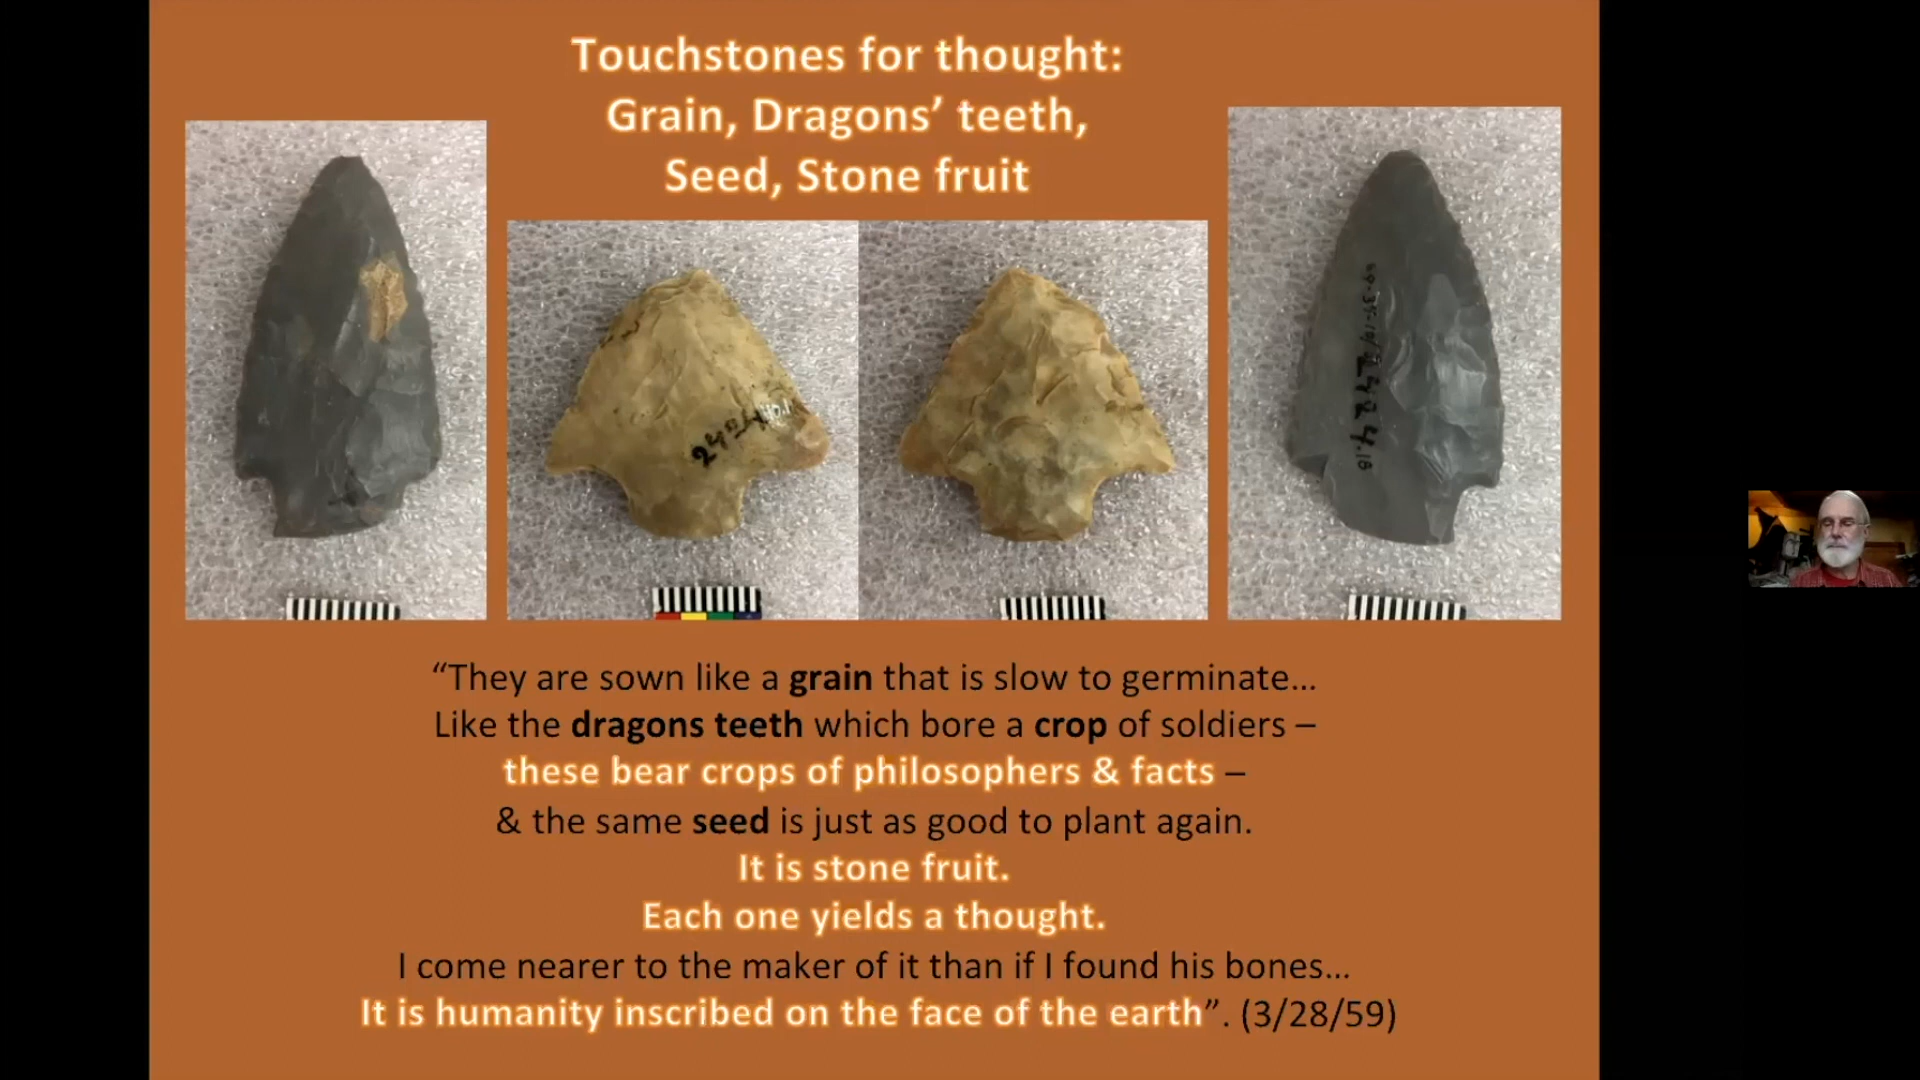 Touchstones for thought:
Grain, Dragons’ teeth,
Seed, Stone fruit
“They are sown like a grain that is slow to germinate…
Like the dragons teeth which bore a crop of soldiers –
these bear crops of philosophers & facts –
& the same seed is just as good to plant again.
It is stone fruit.
Each one yields a thought.
I come nearer to the maker of it than if I found his bones…
It is humanity inscribed on the face of the earth”. (3/28/59)